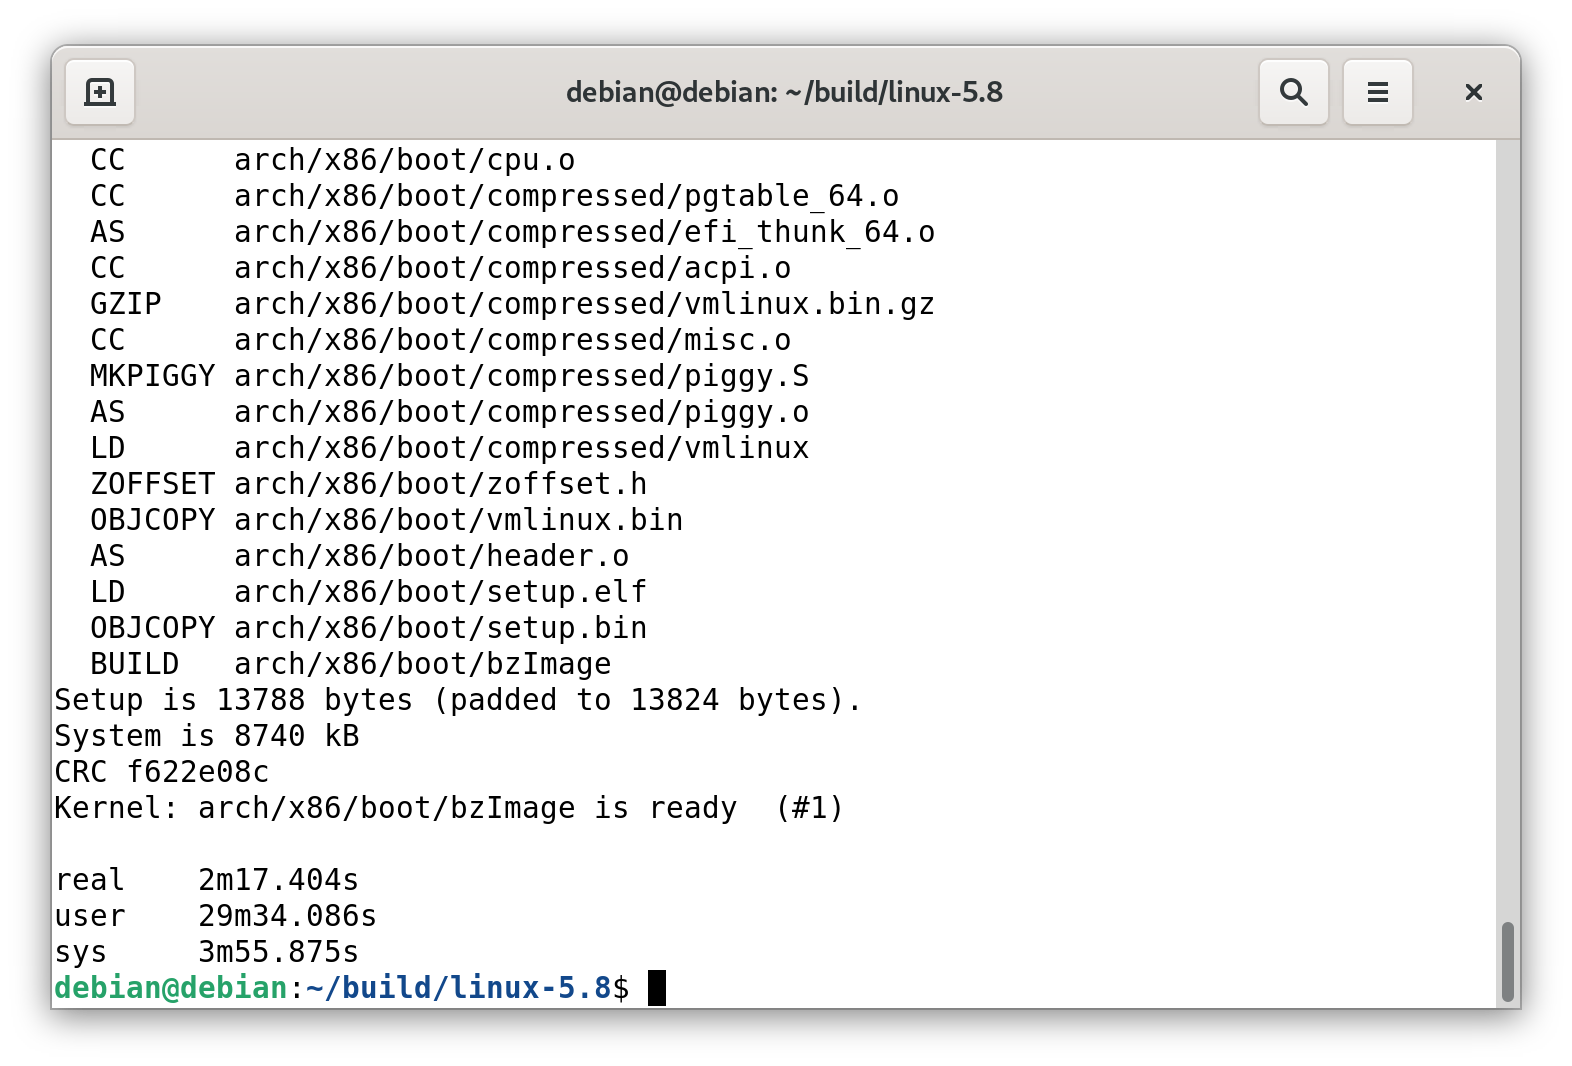 debian@debian: ~/build/linux-5.8
  CC      arch/x86/boot/cpu.o
  CC      arch/x86/boot/compressed/pgtable_64.o
  AS      arch/x86/boot/compressed/efi_thunk_64.o
  CC      arch/x86/boot/compressed/acpi.o
  GZIP    arch/x86/boot/compressed/vmlinux.bin.gz
  CC      arch/x86/boot/compressed/misc.o
  MKPIGGY arch/x86/boot/compressed/piggy.S
  AS      arch/x86/boot/compressed/piggy.o
  LD      arch/x86/boot/compressed/vmlinux
  ZOFFSET arch/x86/boot/zoffset.h
  OBJCOPY arch/x86/boot/vmlinux.bin
  AS      arch/x86/boot/header.o
  LD      arch/x86/boot/setup.elf
  OBJCOPY arch/x86/boot/setup.bin
  BUILD   arch/x86/boot/bzImage
Setup is 13788 bytes (padded to 13824 bytes).
System is 8740 kB
CRC f622e08c
Kernel: arch/x86/boot/bzImage is ready  (#1)

real    2m17.404s
user    29m34.086s
sys     3m55.875s
debian@debian:~/build/linux-5.8$